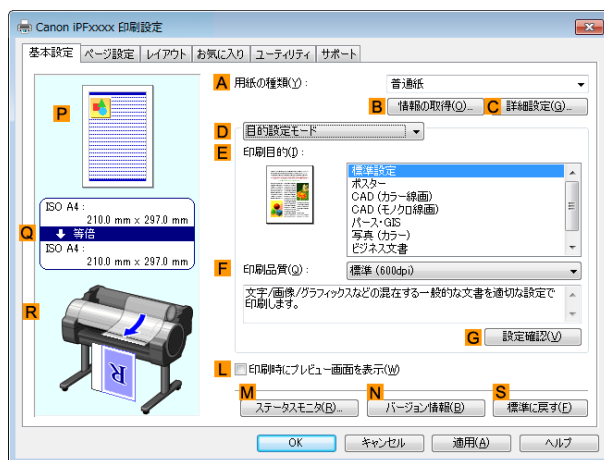 Canon iPFxxxx 印刷設定
基本設定 ページ設定 レイアウト お気に入り ユーティリティ サポート
A 用紙の種類(Y): 普通紙
B 情報の取得(O)... C 詳細設定(G)...
D 目的設定モード
E 印刷目的(I):
標準設定
ポスター
CAD (カラー線画)
CAD (モノクロ線画)
パース・GIS
写真 (カラー)
ビジネス文書
F 印刷品質(Q): 標準 (600dpi)
文字/画像/グラフィックスなどの混在する一般的な文書を適切な設定で
印刷します。
G 設定確認(V)
P
Q
ISO A4 :
210.0 mm x 297.0 mm
等倍
ISO A4 :
210.0 mm x 297.0 mm
R
R
L 印刷時にプレビュー画面を表示(W)
M ステータスモニタ(R)... N バージョン情報(B) S 標準に戻す(F)
OK キャンセル 適用(A) ヘルプ